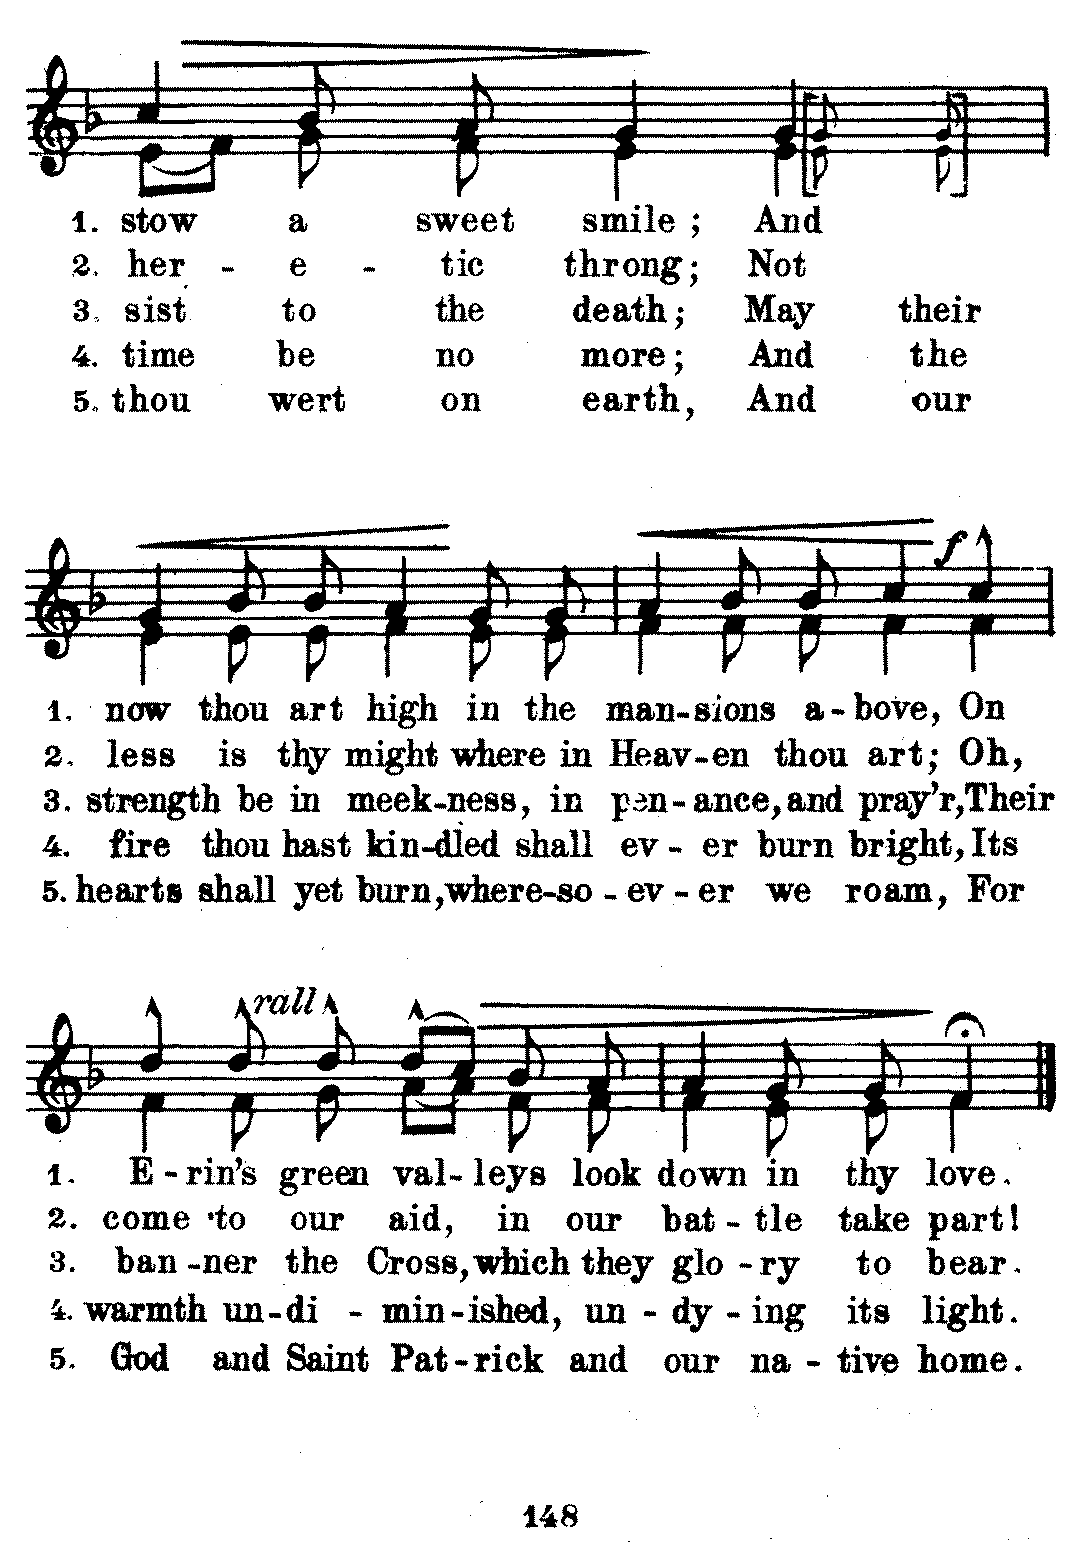 1. stow a sweet smile; And
2. her - e - tic throng; Not
3. sist to the death; May their
4. time be no more; And the
5. thou wert on earth, And our
f
1. now thou art high in the man-sions a-bove, On
2. less is thy might where in Heav-en thou art; Oh,
3. strength be in meek-ness, in pen-ance, and pray'r, Their
4. fire thou hast kin-dled shall ev - er burn bright, Its
5. hearts shall yet burn, where-so - ev - er we roam, For
rall
1. E - rin's green val-leys look down in thy love.
2. come to our aid, in our bat - tle take part!
3. ban -ner the Cross, which they glo - ry to bear.
4. warmth un-di - min-ished, un - dy - ing its light.
5. God and Saint Pat-rick and our na - tive home.
148